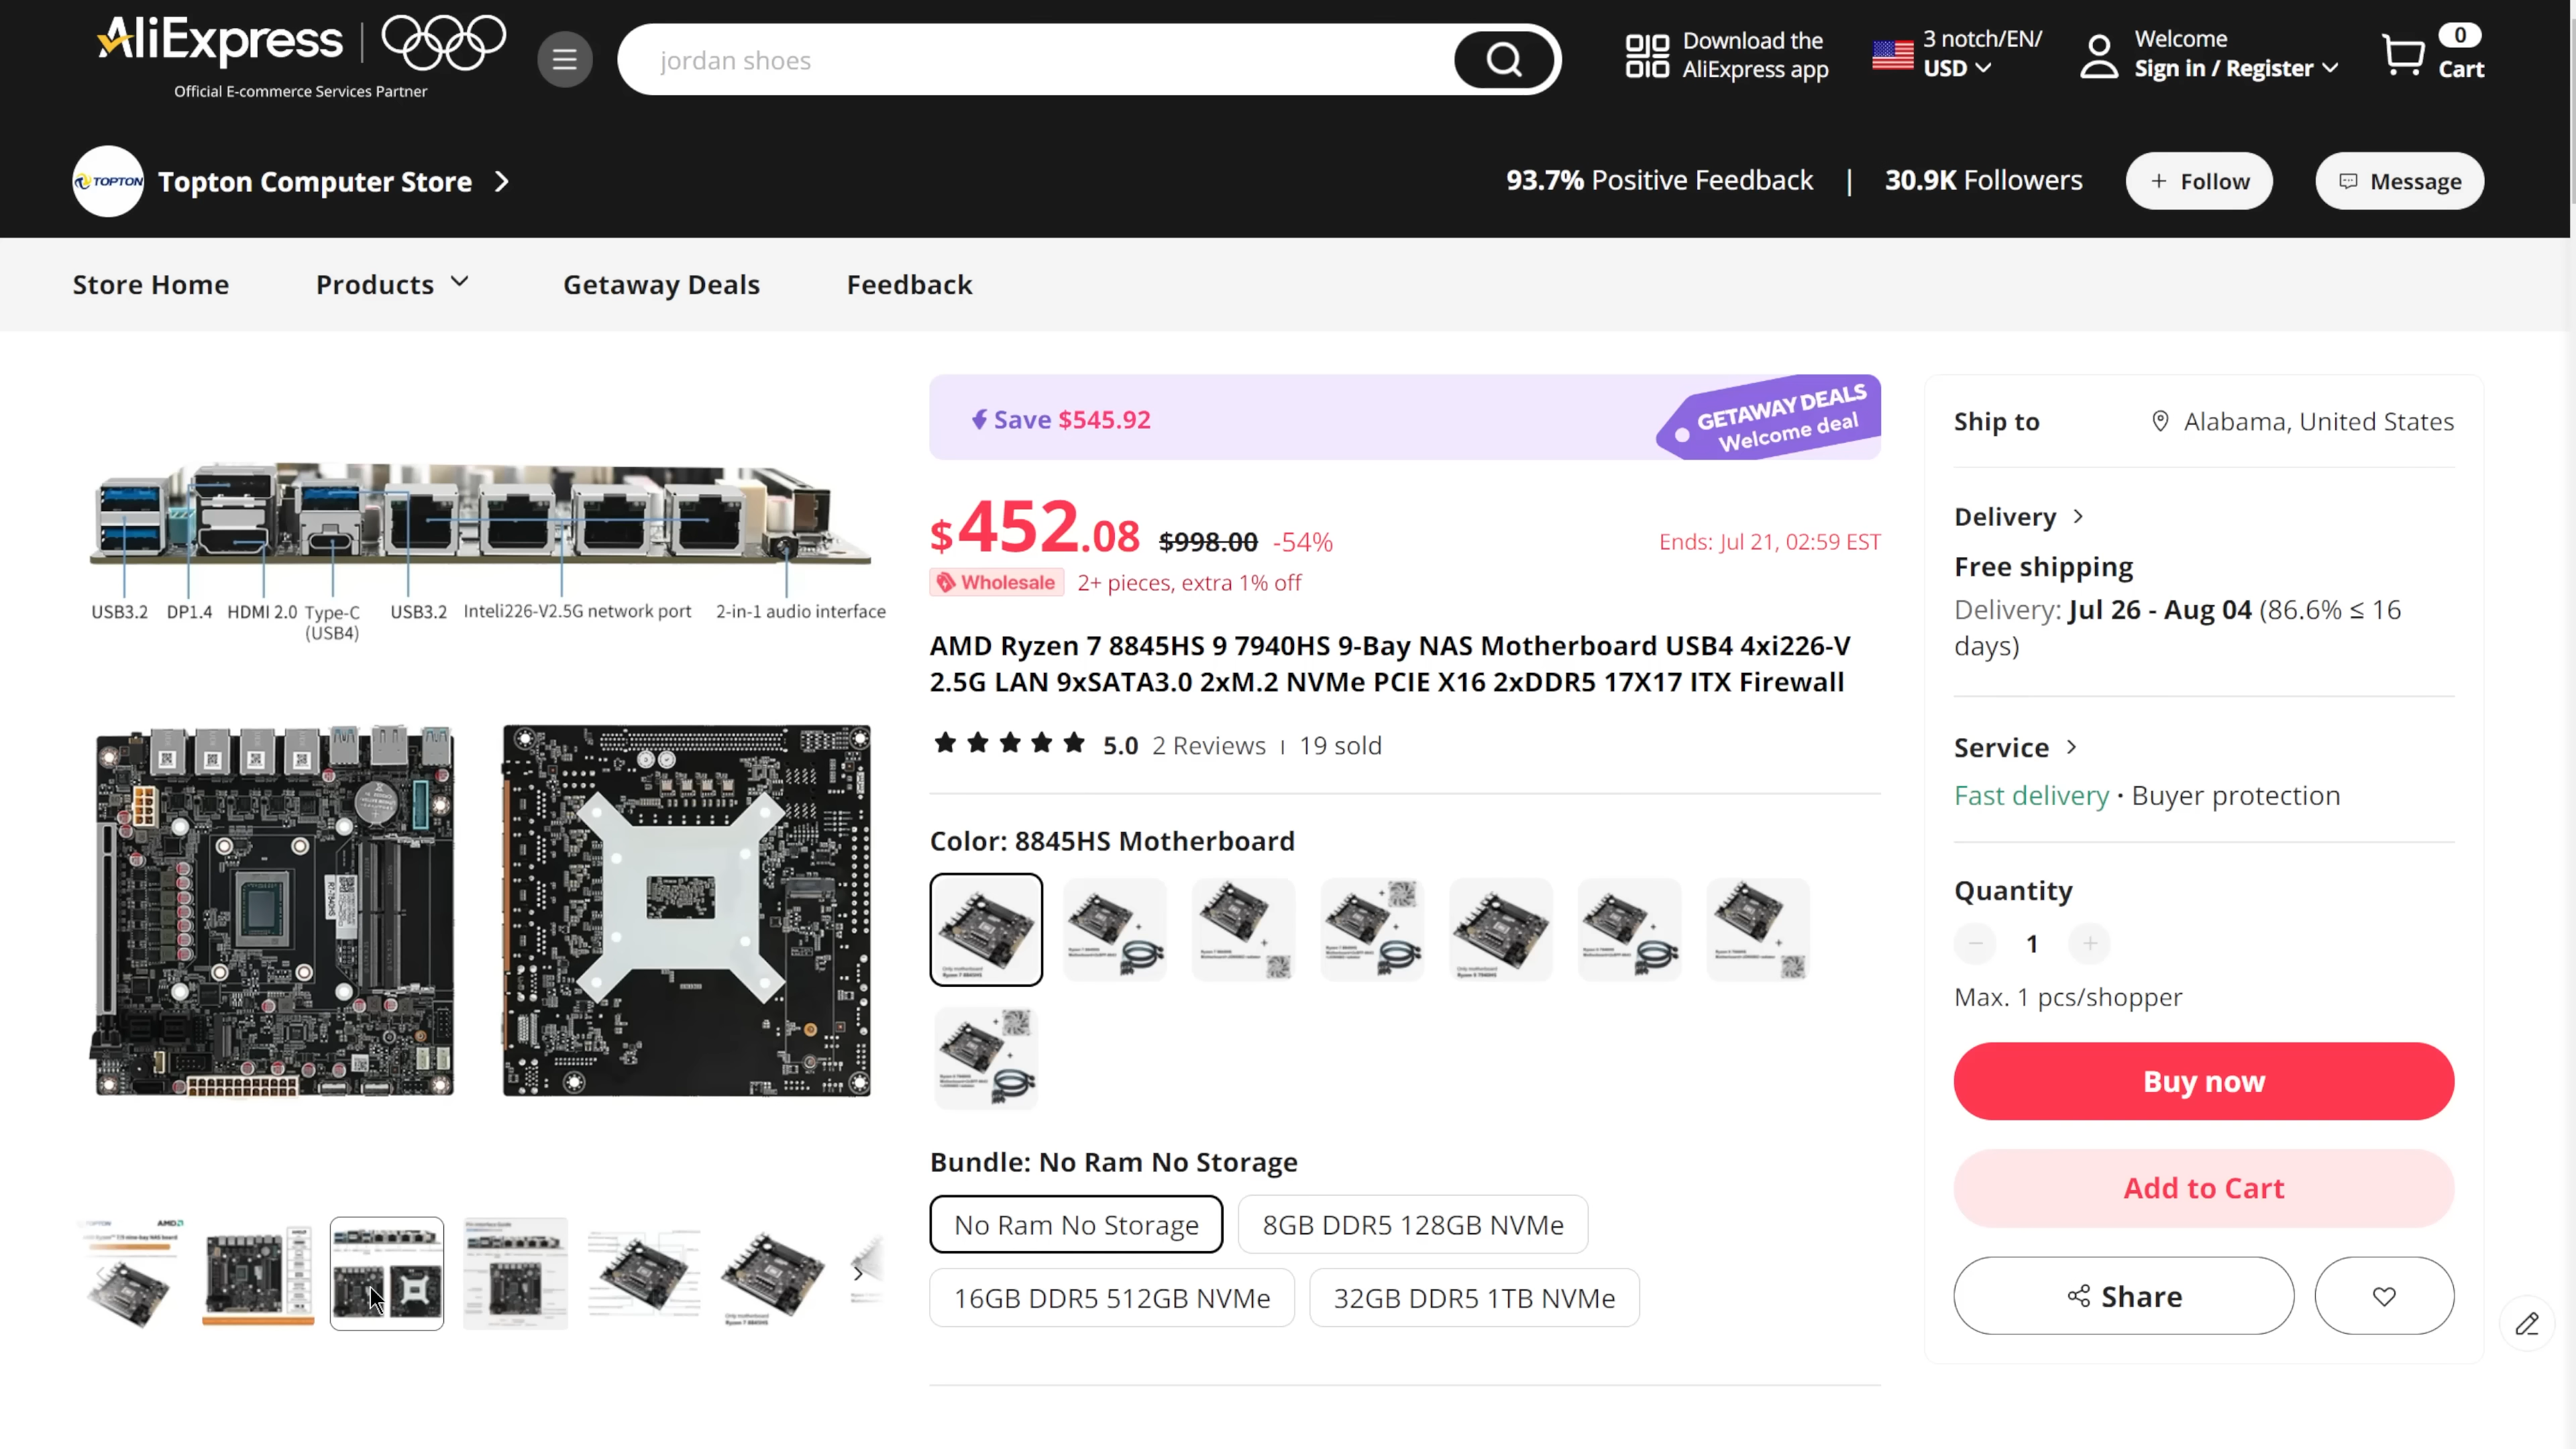 AliExpress
Official E-commerce Services Partner
jordan shoes
Download the
AliExpress app
3 notch/EN/
USD
Welcome
Sign in / Register
0
Cart
TOPTON
Topton Computer Store
93.7% Positive Feedback | 30.9K Followers
+ Follow
Message
Store Home
Products
Getaway Deals
Feedback
USB3.2
DP1.4
HDMI 2.0
Type-C
(USB4)
USB3.2
Inteli226-V2.5G network port
2-in-1 audio interface
Save $545.92
GETAWAY DEALS
Welcome deal
$452.08 $998.00 -54%
Ends: Jul 21, 02:59 EST
Wholesale 2+ pieces, extra 1% off
AMD Ryzen 7 8845HS 9 7940HS 9-Bay NAS Motherboard USB4 4xi226-V
2.5G LAN 9xSATA3.0 2xM.2 NVMe PCIE X16 2xDDR5 17X17 ITX Firewall
5.0 2 Reviews | 19 sold
Color: 8845HS Motherboard
Bundle: No Ram No Storage
No Ram No Storage
8GB DDR5 128GB NVMe
16GB DDR5 512GB NVMe
32GB DDR5 1TB NVMe
Ship to
Alabama, United States
Delivery
Free shipping
Delivery: Jul 26 - Aug 04 (86.6% ≤ 16
days)
Service
Fast delivery · Buyer protection
Quantity
1
Max. 1 pcs/shopper
Buy now
Add to Cart
Share